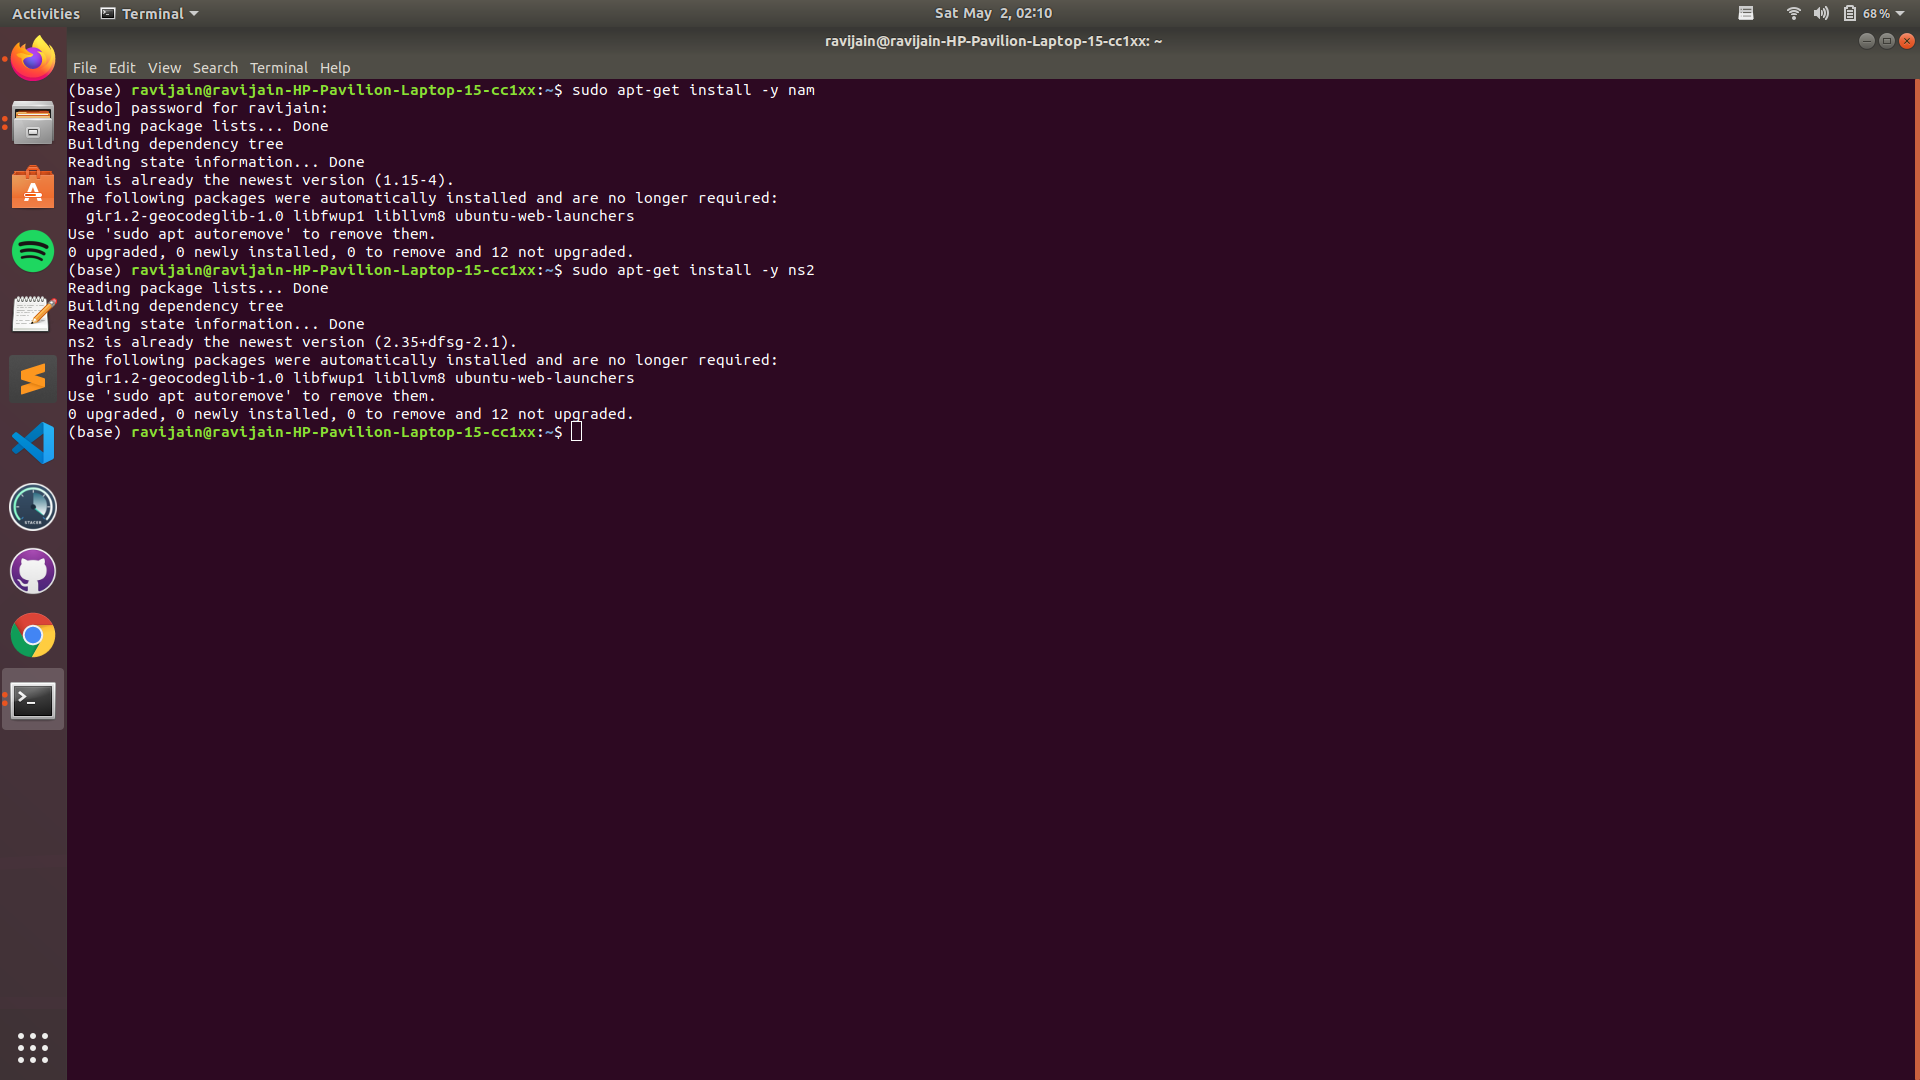 Activities Terminal Sat May 2, 02:10 68%
ravijain@ravijain-HP-Pavilion-Laptop-15-cc1xx: ~
File Edit View Search Terminal Help
(base) ravijain@ravijain-HP-Pavilion-Laptop-15-cc1xx:~$ sudo apt-get install -y nam
[sudo] password for ravijain:
Reading package lists... Done
Building dependency tree
Reading state information... Done
nam is already the newest version (1.15-4).
The following packages were automatically installed and are no longer required:
  gir1.2-geocodeglib-1.0 libfwup1 libllvm8 ubuntu-web-launchers
Use 'sudo apt autoremove' to remove them.
0 upgraded, 0 newly installed, 0 to remove and 12 not upgraded.
(base) ravijain@ravijain-HP-Pavilion-Laptop-15-cc1xx:~$ sudo apt-get install -y ns2
Reading package lists... Done
Building dependency tree
Reading state information... Done
ns2 is already the newest version (2.35+dfsg-2.1).
The following packages were automatically installed and are no longer required:
  gir1.2-geocodeglib-1.0 libfwup1 libllvm8 ubuntu-web-launchers
Use 'sudo apt autoremove' to remove them.
0 upgraded, 0 newly installed, 0 to remove and 12 not upgraded.
(base) ravijain@ravijain-HP-Pavilion-Laptop-15-cc1xx:~$
STACER